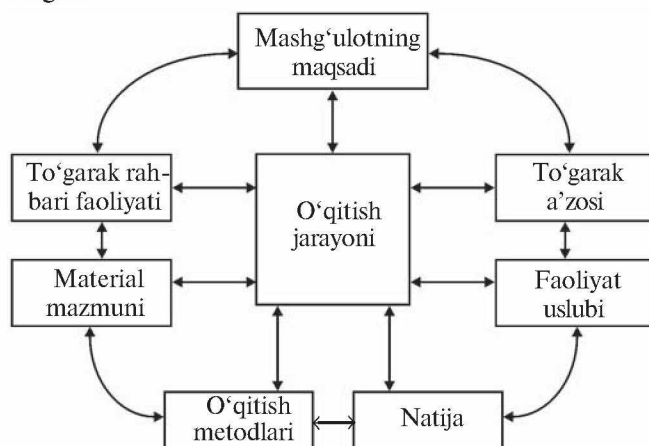 Mashg‘ulotning
maqsadi
To‘garak rah-
bari faoliyati
O‘qitish
jarayoni
To‘garak
a’zosi
Material
mazmuni
Faoliyat
uslubi
O‘qitish
metodlari
Natija